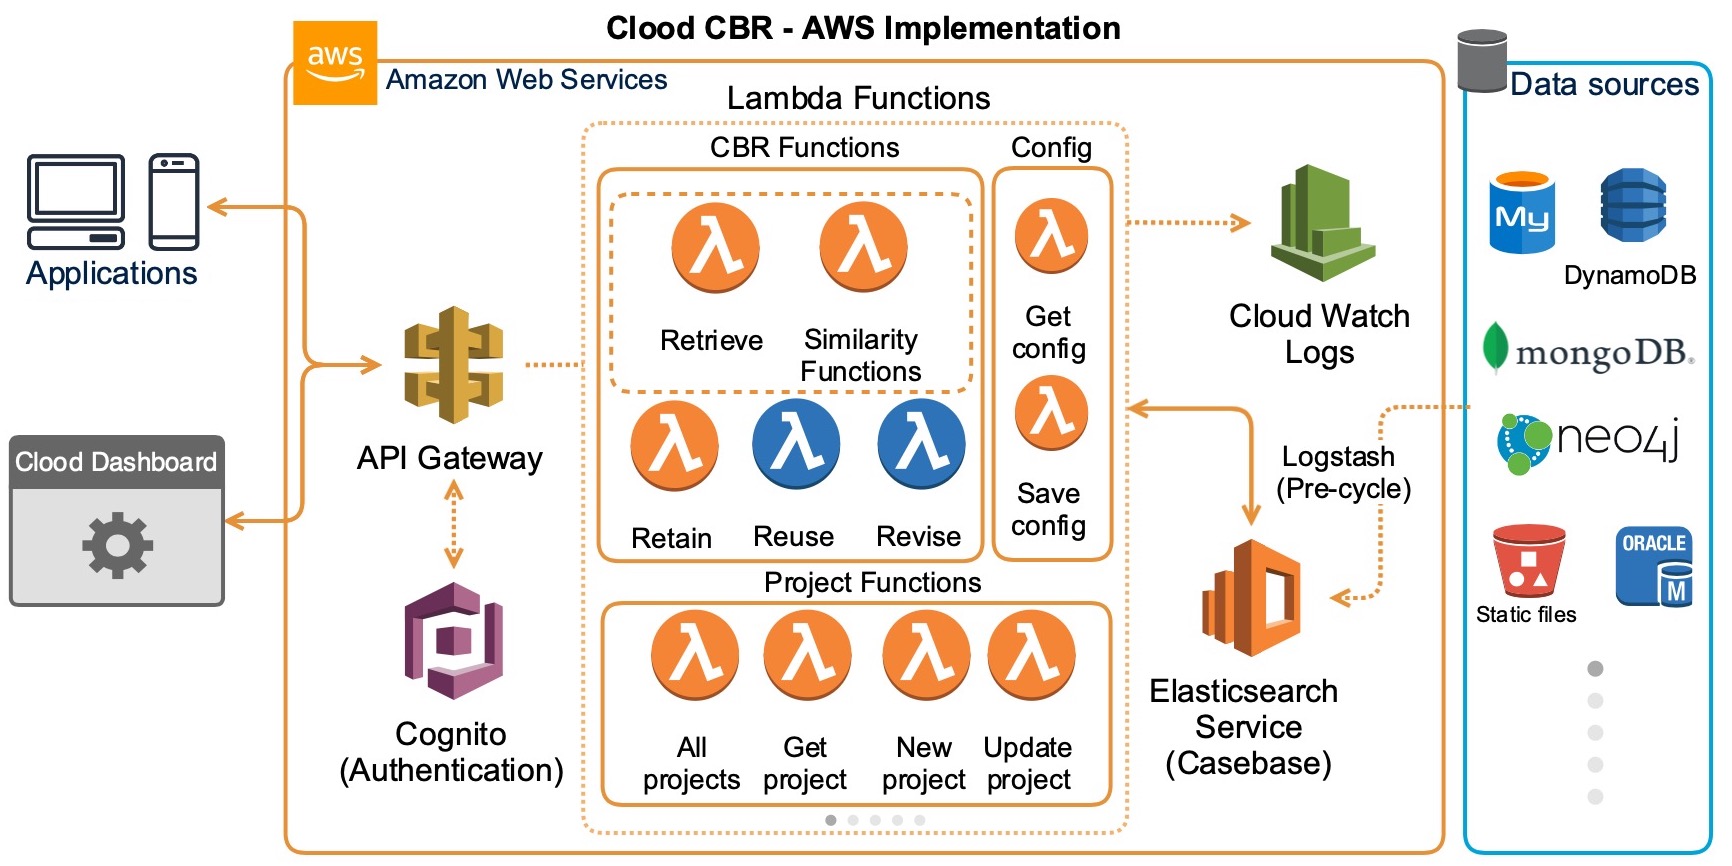 Clood CBR - AWS Implementation
aws
Amazon Web Services
Data sources
Lambda Functions
CBR Functions
Config
Applications
Retrieve
Similarity
Functions
Get
config
Cloud Watch
Logs
My
DynamoDB
mongoDB®
neo4j
API Gateway
Clood Dashboard
Retain
Reuse
Revise
Save
config
Logstash
(Pre-cycle)
Static files
ORACLE
M
Project Functions
Cognito
(Authentication)
All
projects
Get
project
New
project
Update
project
Elasticsearch
Service
(Casebase)